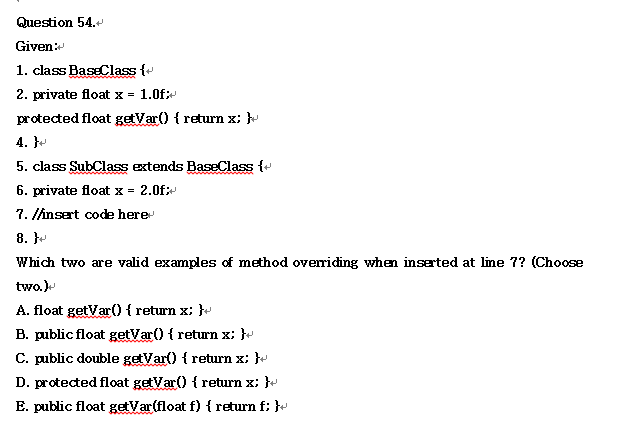 Question 54.
Given:
1. class BaseClass {
2. private float x = 1.0f;
protected float getVar() { return x; }
4. }
5. class SubClass extends BaseClass {
6. private float x = 2.0f;
7. //insert code here
8. }
Which two are valid examples of method overriding when inserted at line 7? (Choose
two.)
A. float getVar() { return x; }
B. public float getVar() { return x; }
C. public double getVar() { return x; }
D. protected float getVar() { return x; }
E. public float getVar(float f) { return f; }